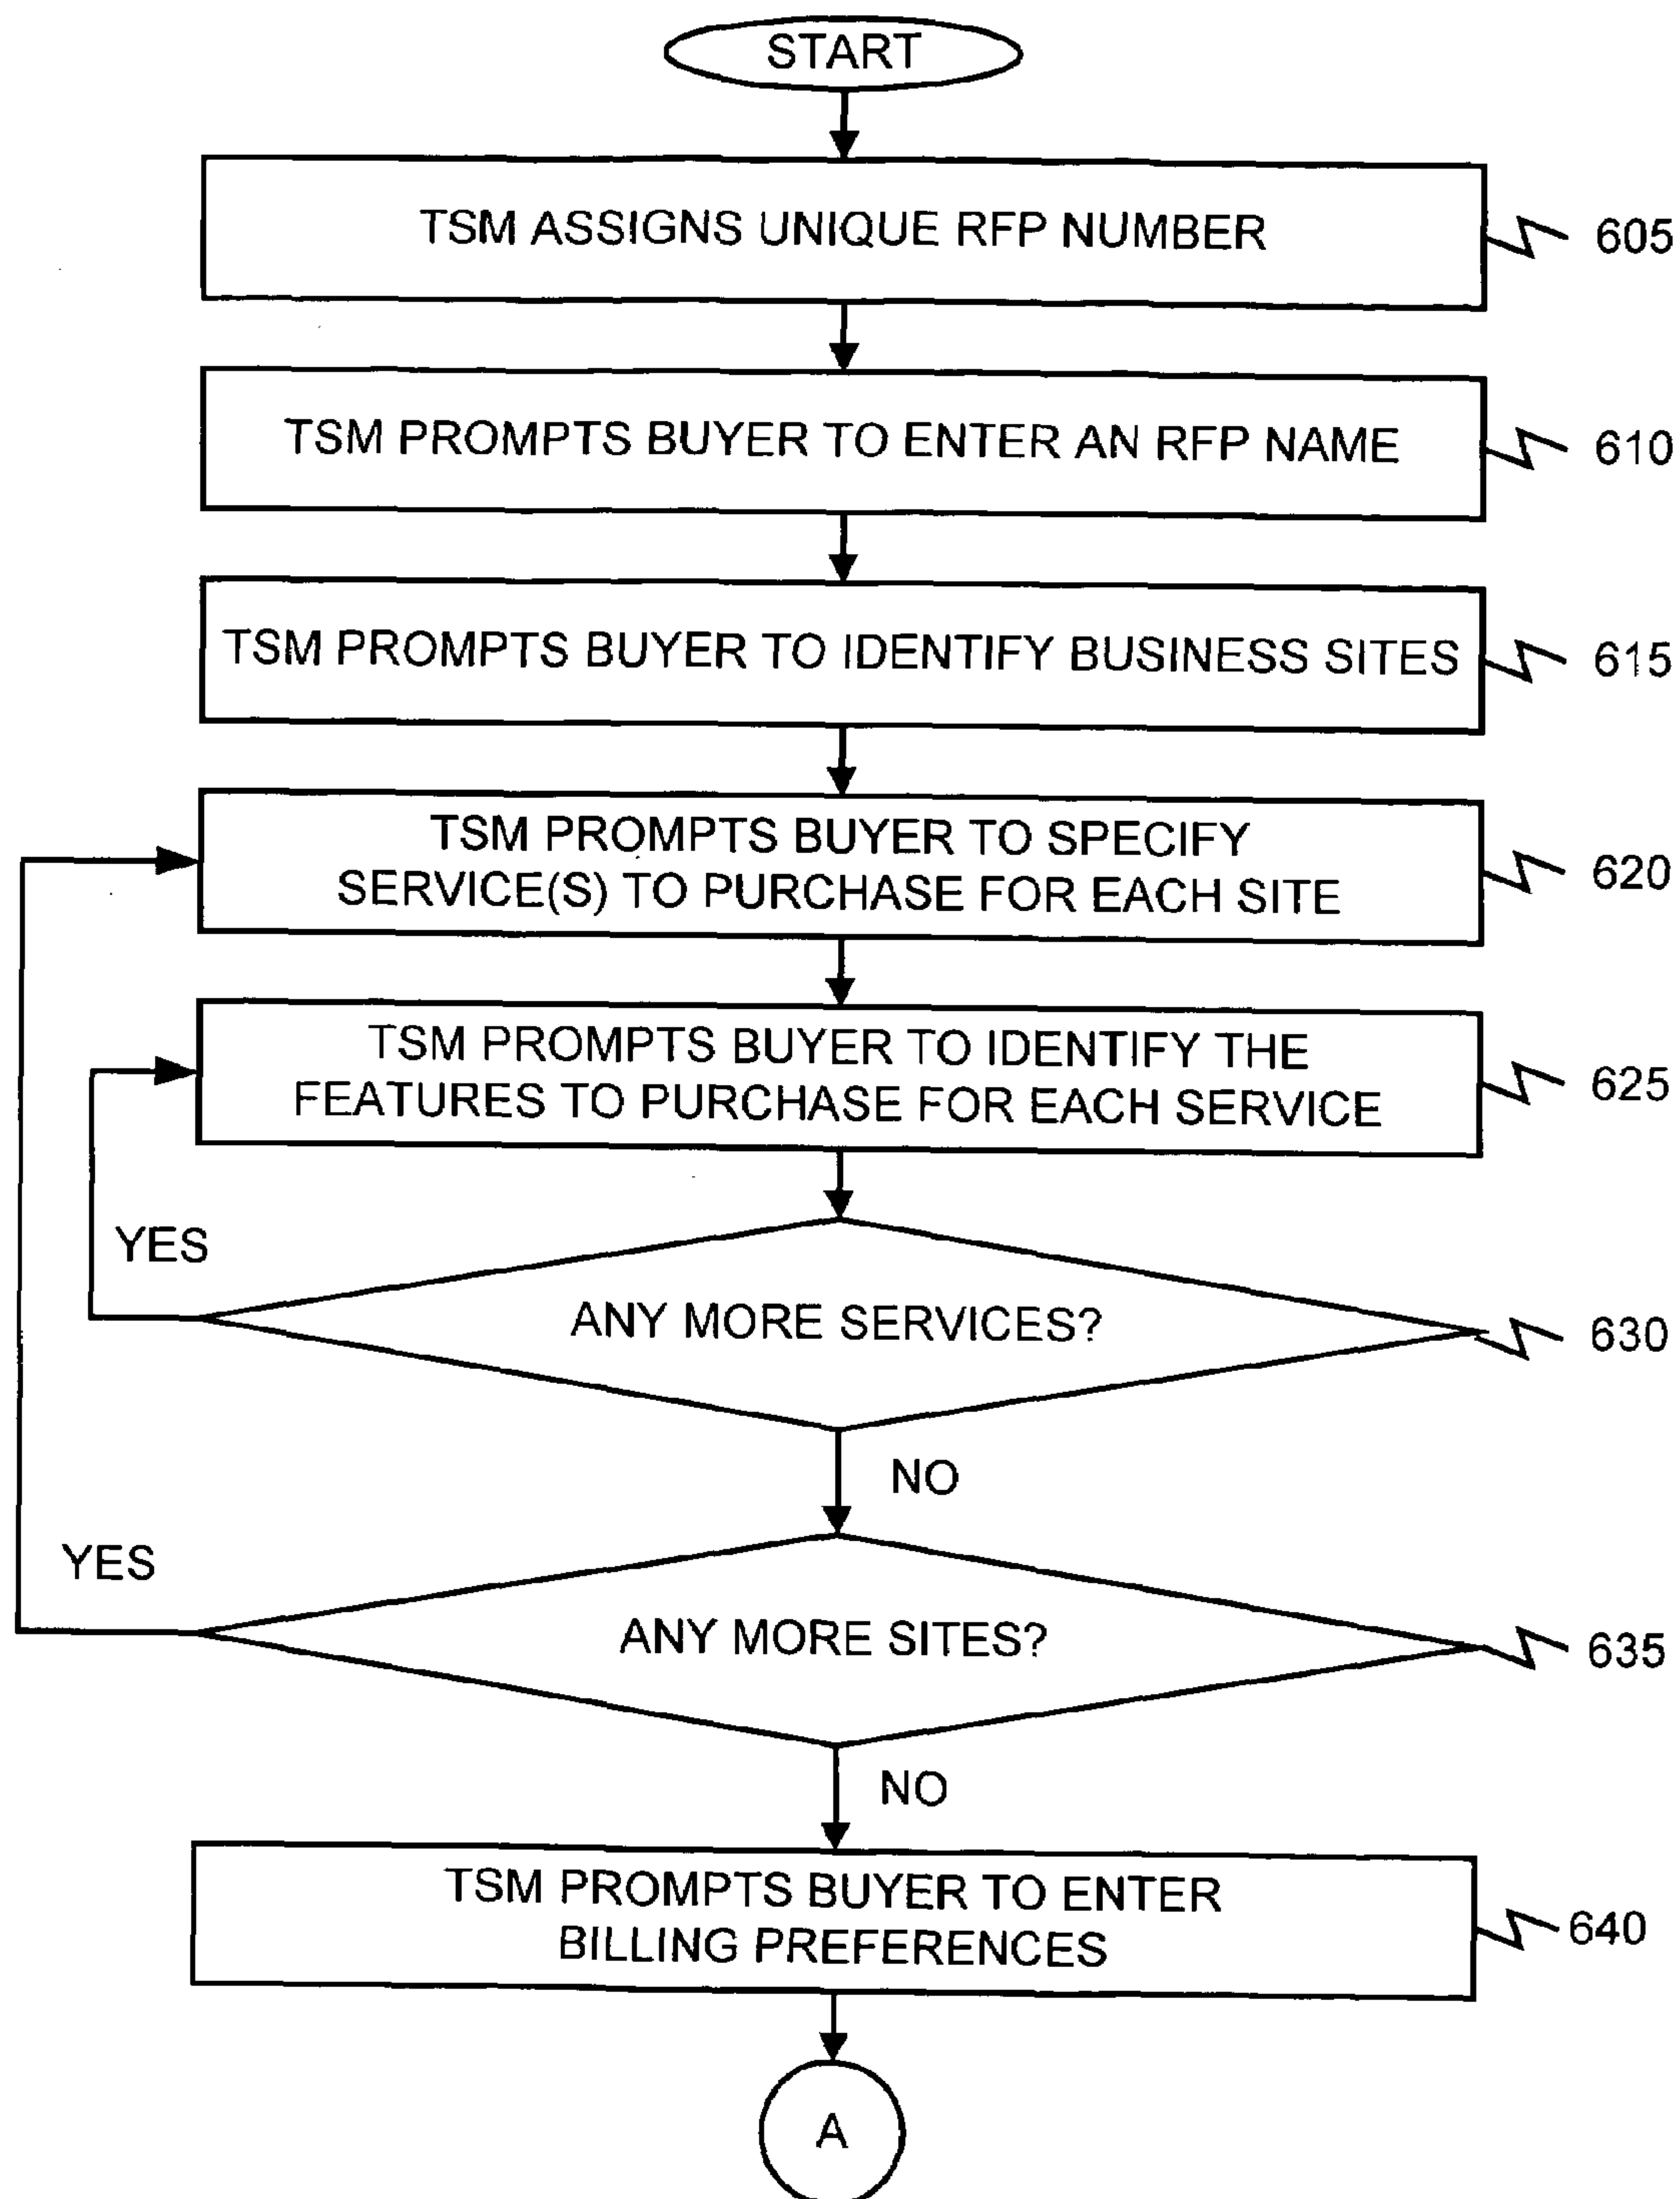 START
TSM ASSIGNS UNIQUE RFP NUMBER
605
TSM PROMPTS BUYER TO ENTER AN RFP NAME
610
TSM PROMPTS BUYER TO IDENTIFY BUSINESS SITES
615
TSM PROMPTS BUYER TO SPECIFY
SERVICE(S) TO PURCHASE FOR EACH SITE
620
TSM PROMPTS BUYER TO IDENTIFY THE
FEATURES TO PURCHASE FOR EACH SERVICE
625
YES
ANY MORE SERVICES?
630
NO
YES
ANY MORE SITES?
635
NO
TSM PROMPTS BUYER TO ENTER
BILLING PREFERENCES
640
A